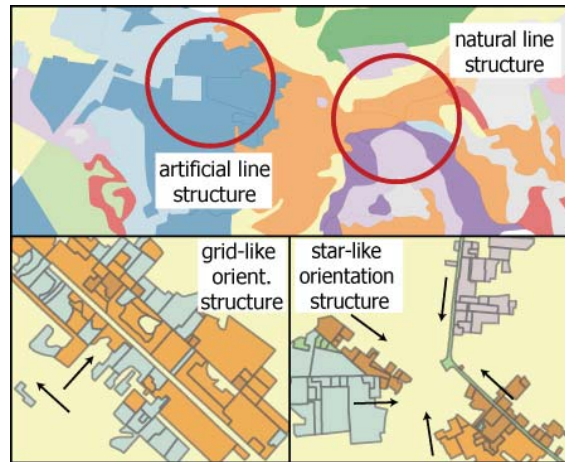 natural line
structure
artificial line
structure
grid-like
orient.
structure
star-like
orientation
structure